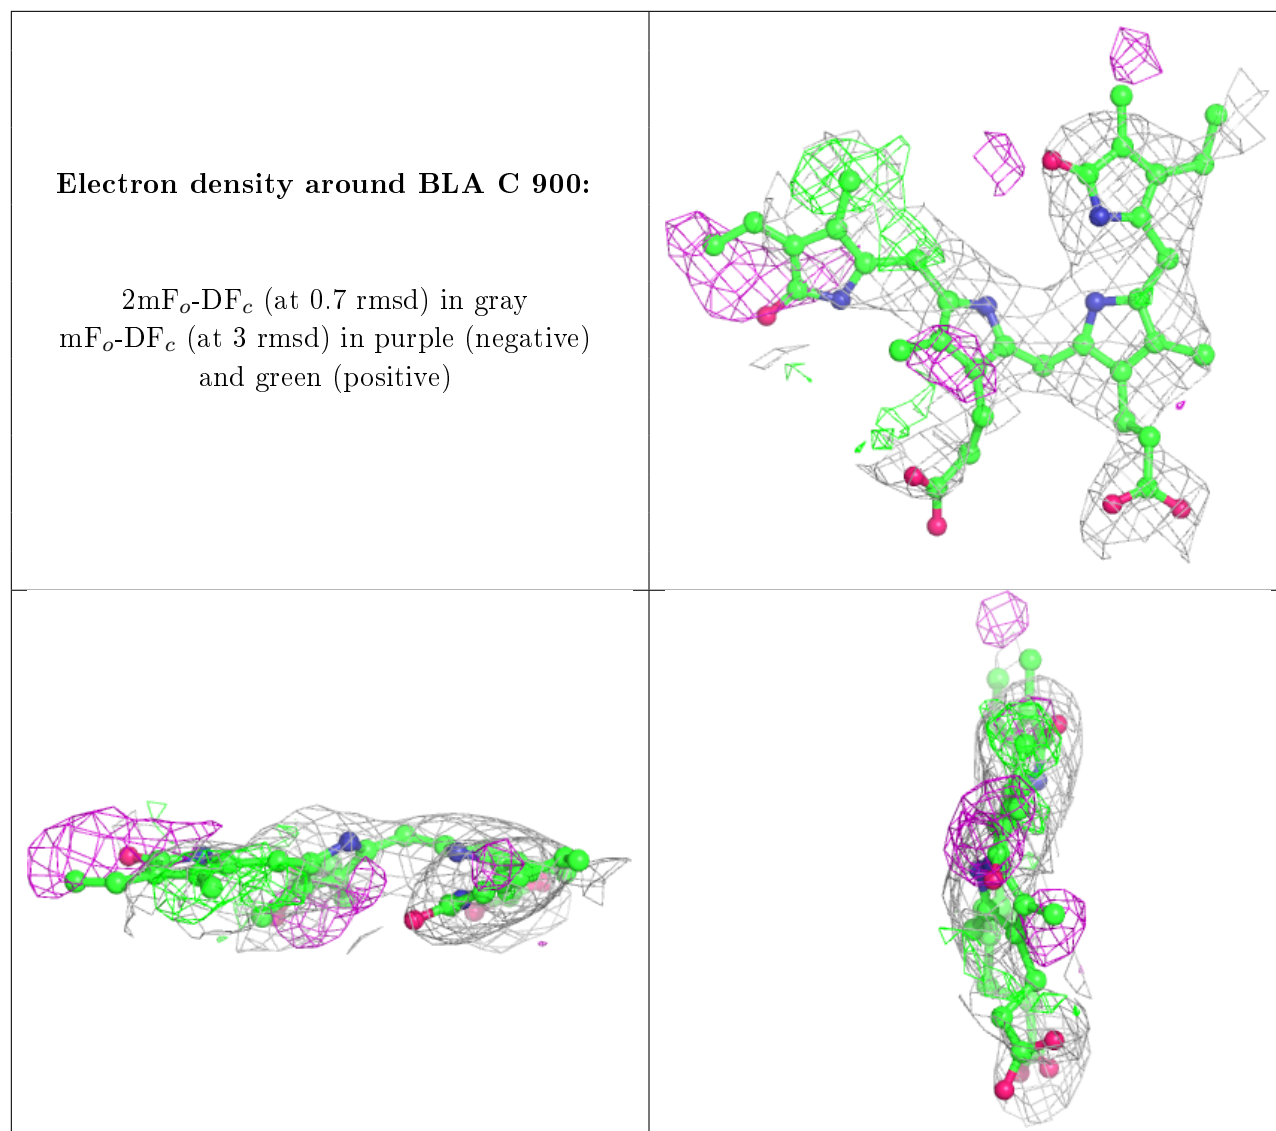 Electron density around BLA C 900:
2mFₒ-DF𝒸 (at 0.7 rmsd) in gray
mFₒ-DF𝒸 (at 3 rmsd) in purple (negative)
and green (positive)